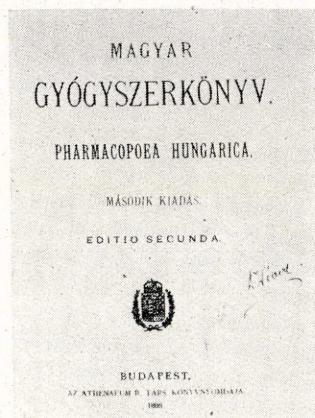 MAGYAR
GYÓGYSZERKÖNYV.
PHARMACOPOEA HUNGARICA.
MÁSODIK KIADÁS.
EDITIO SECUNDA.
BUDAPEST,
AZ ATHENAEUM R. TÁRS. KÖNYVNYOMDÁJA.